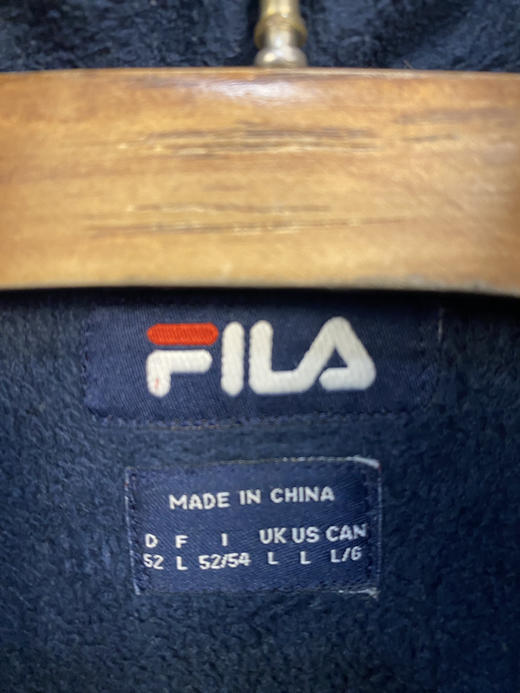 FILA
MADE IN CHINA
D F I UK US CAN
52 L 52/54 L L L/G